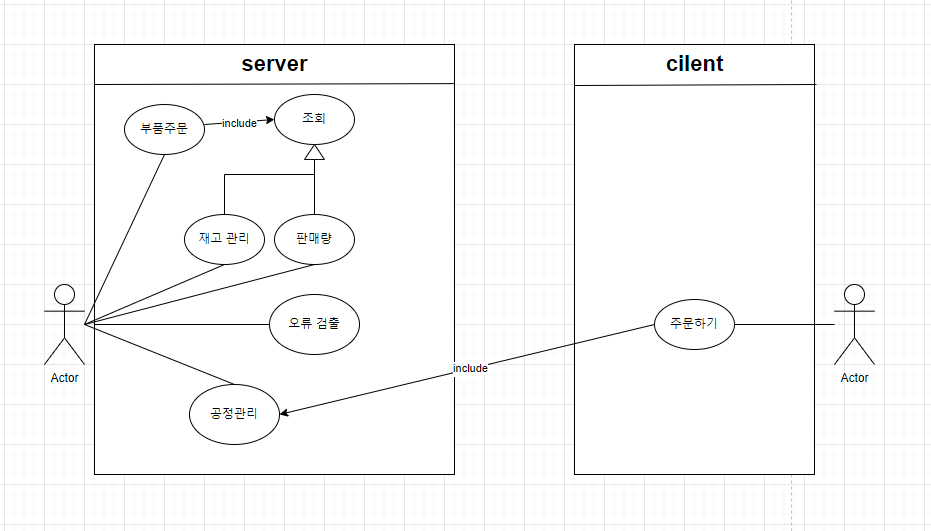 server
cilent
부품주문
include
조회
재고 관리
판매량
오류 검출
주문하기
include
공정관리
Actor
Actor